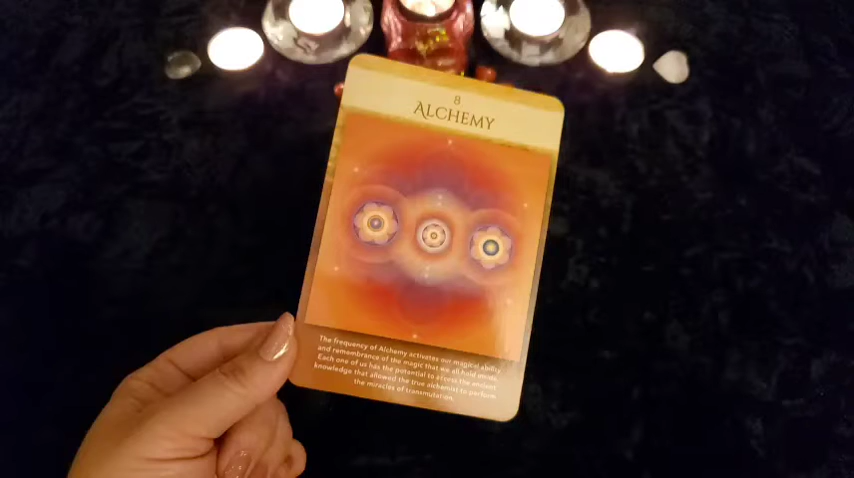 8
ALCHEMY
The frequency of Alchemy activates our magical ability
and remembrance of the magic that we all hold inside.
Each one of us has the potential to access the ancient
knowledge that allowed the true alchemist to perform
the miracles of transmutation.